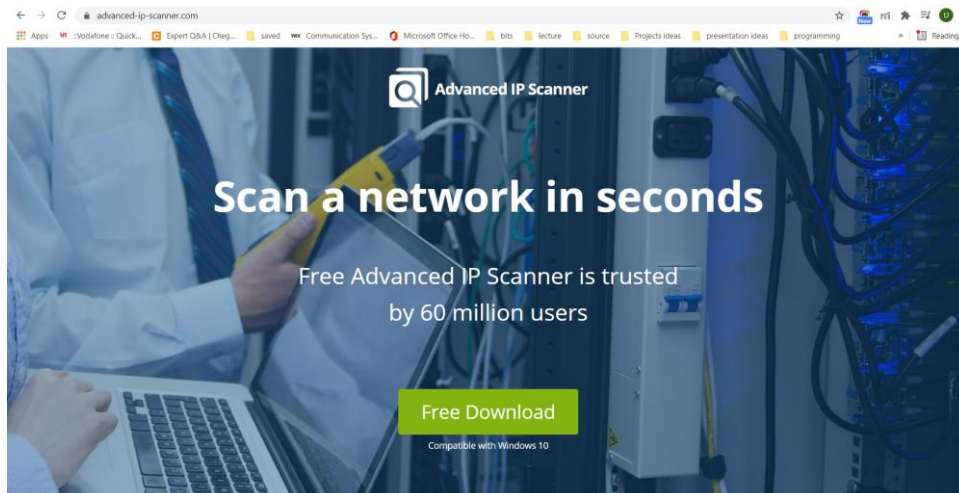 advanced-ip-scanner.com
Apps :Vodafone : Quick... Expert Q&A | Cheg... saved WIX Communication Sys... Microsoft Office Ho... bits lecture source Projects ideas presentation ideas programming » Reading
Advanced IP Scanner
Scan a network in seconds
Free Advanced IP Scanner is trusted
by 60 million users
Free Download
Compatible with Windows 10